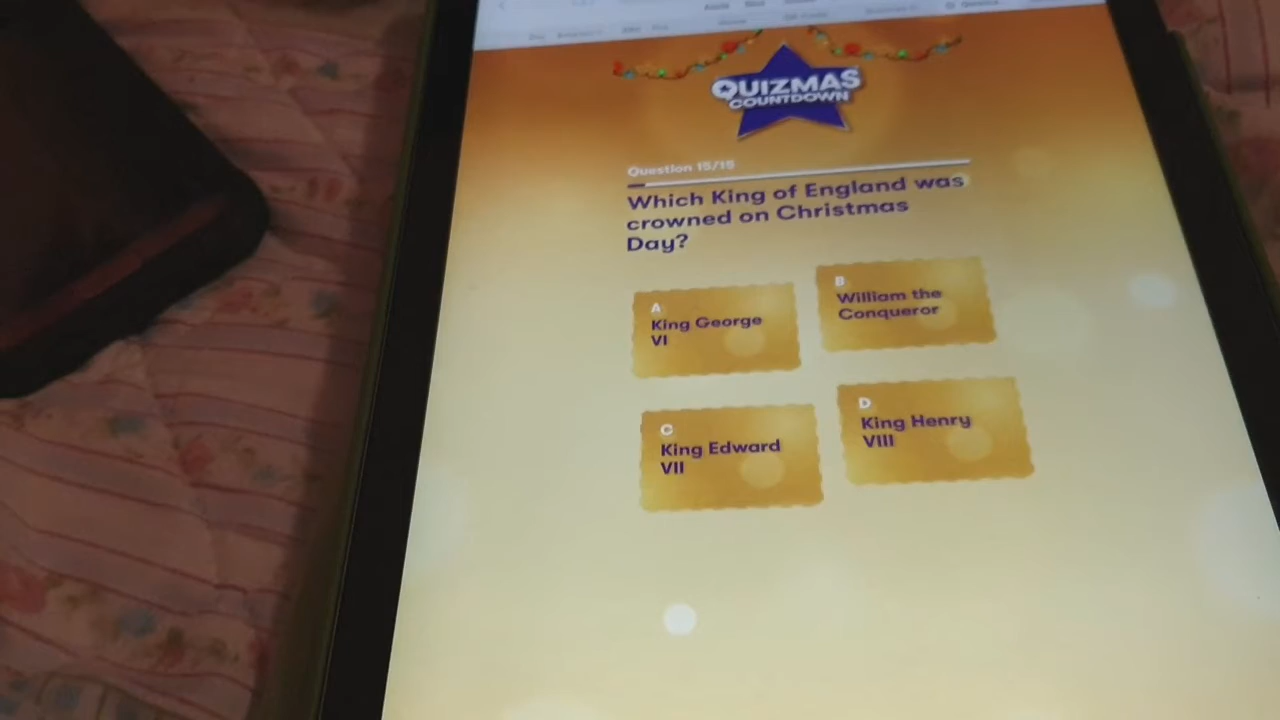 QUIZMAS
COUNTDOWN
Question 15/15
Which King of England was
crowned on Christmas
Day?
A
King George
VI
B
William the
Conqueror
C
King Edward
VII
D
King Henry
VIII